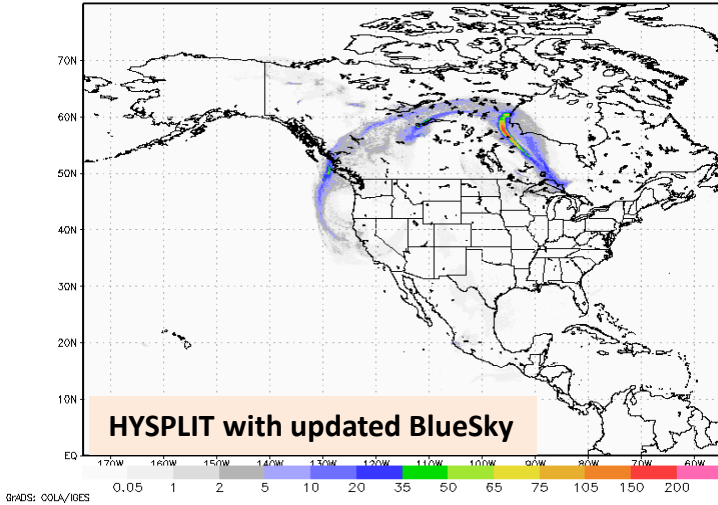 70N
60N
50N
40N
30N
20N
10N
EQ
HYSPLIT with updated BlueSky
170W 160W 150W 140W 130W 120W 110W 100W 90W 80W 70W 60W
0.05 1 2 5 10 20 35 50 65 75 105 150 200
GrADS: COLA/IGES